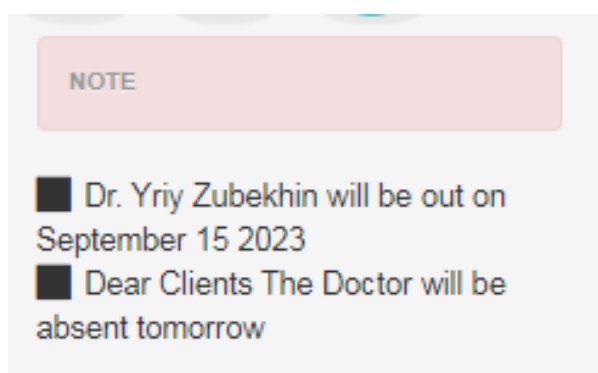 NOTE
Dr. Yriy Zubekhin will be out on
September 15 2023
Dear Clients The Doctor will be
absent tomorrow